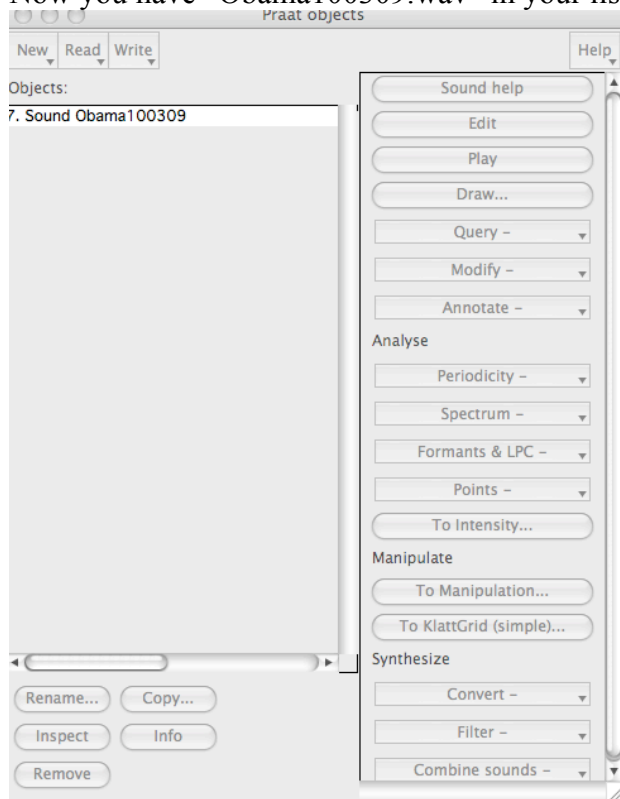 Now you have "Obama100309.wav" in your lis
Praat objects
New Read Write Help
Objects:
7. Sound Obama100309
Sound help
Edit
Play
Draw...
Query –
Modify –
Annotate –
Analyse
Periodicity –
Spectrum –
Formants & LPC –
Points –
To Intensity...
Manipulate
To Manipulation...
To KlattGrid (simple)...
Synthesize
Convert –
Filter –
Combine sounds –
Rename... Copy...
Inspect Info
Remove